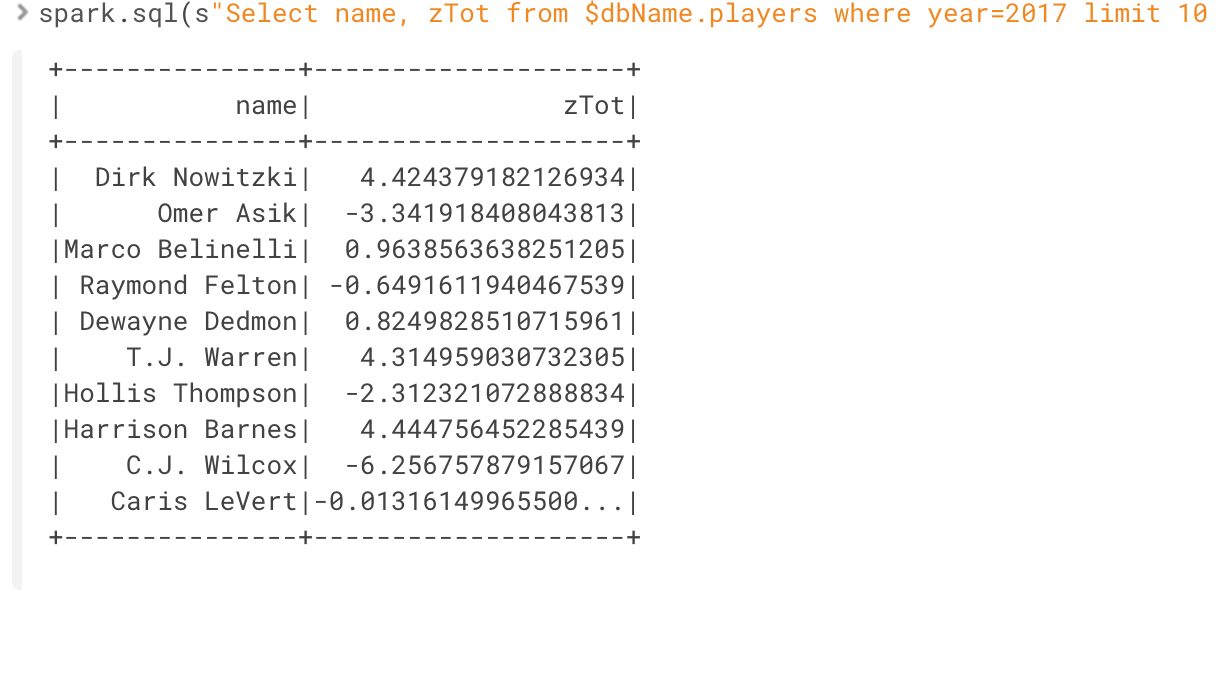 > spark.sql(s"Select name, zTot from $dbName.players where year=2017 limit 10
+---------------+--------------------+
|           name|                zTot|
+---------------+--------------------+
|  Dirk Nowitzki|   4.424379182126934|
|      Omer Asik|  -3.341918408043813|
|Marco Belinelli|  0.9638563638251205|
| Raymond Felton| -0.6491611940467539|
| Dewayne Dedmon|  0.8249828510715961|
|    T.J. Warren|   4.314959030732305|
|Hollis Thompson|  -2.312321072888834|
|Harrison Barnes|   4.444756452285439|
|    C.J. Wilcox|  -6.256757879157067|
|   Caris LeVert|-0.01316149965500...|
+---------------+--------------------+